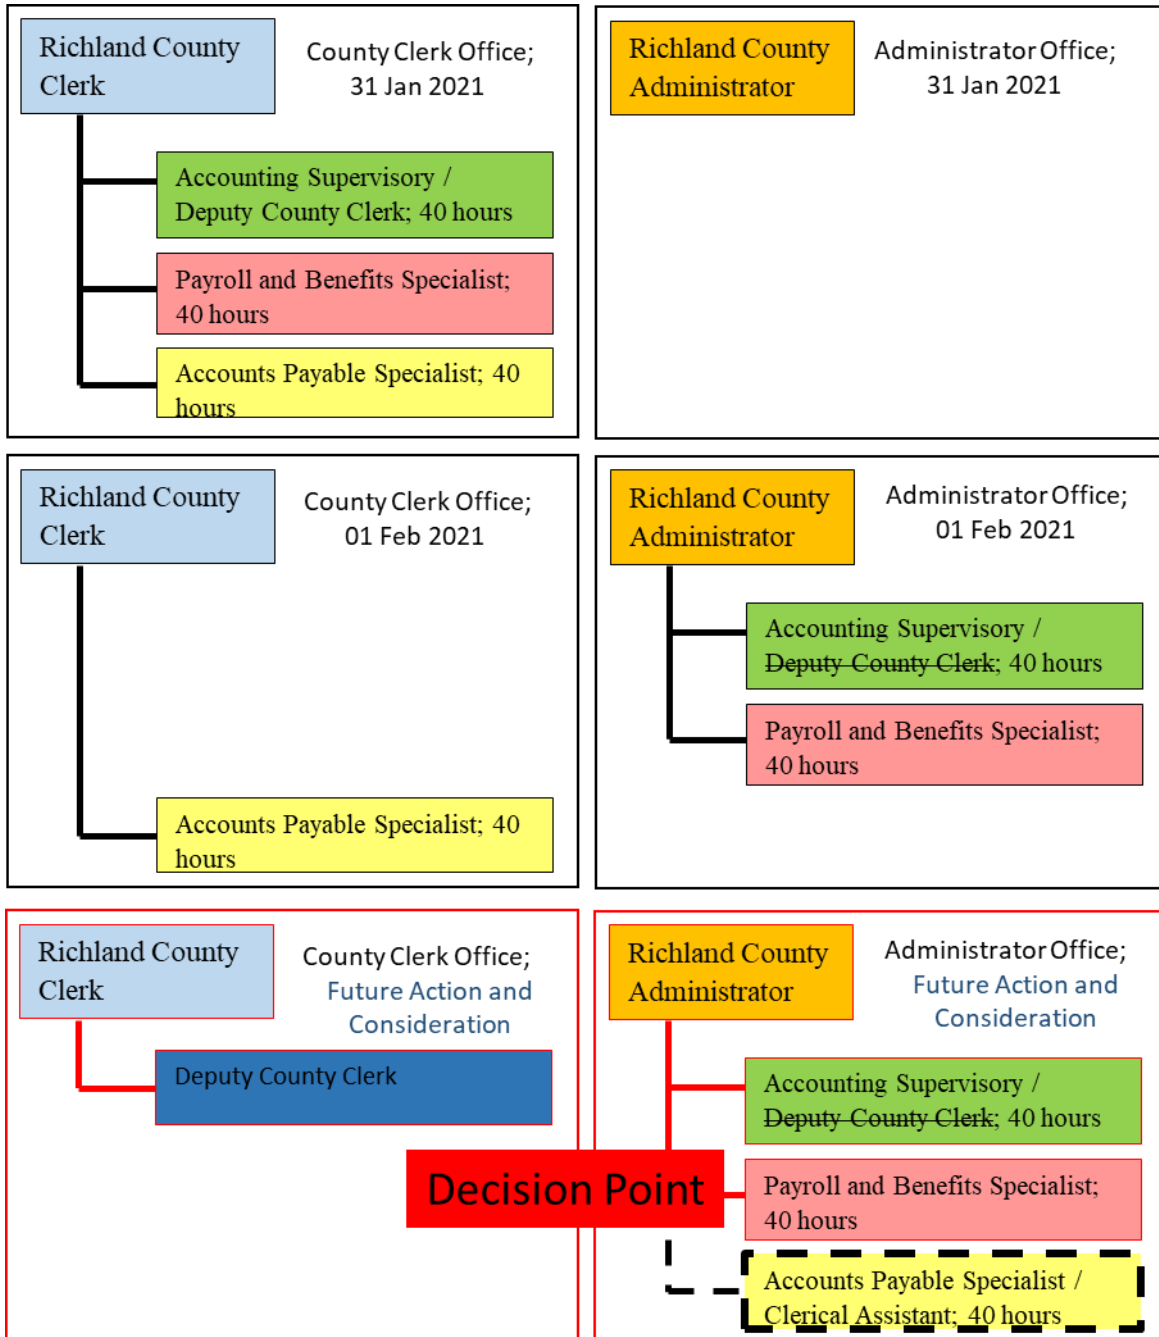 Richland County
Clerk
County Clerk Office;
31 Jan 2021
Accounting Supervisory /
Deputy County Clerk; 40 hours
Payroll and Benefits Specialist;
40 hours
Accounts Payable Specialist; 40
hours
Richland County
Administrator
Administrator Office;
31 Jan 2021
Richland County
Clerk
County Clerk Office;
01 Feb 2021
Accounts Payable Specialist; 40
hours
Richland County
Administrator
Administrator Office;
01 Feb 2021
Accounting Supervisory /
Deputy County Clerk; 40 hours
Payroll and Benefits Specialist;
40 hours
Richland County
Clerk
County Clerk Office;
Future Action and
Consideration
Deputy County Clerk
Richland County
Administrator
Administrator Office;
Future Action and
Consideration
Accounting Supervisory /
Deputy County Clerk; 40 hours
Decision Point
Payroll and Benefits Specialist;
40 hours
Accounts Payable Specialist /
Clerical Assistant; 40 hours